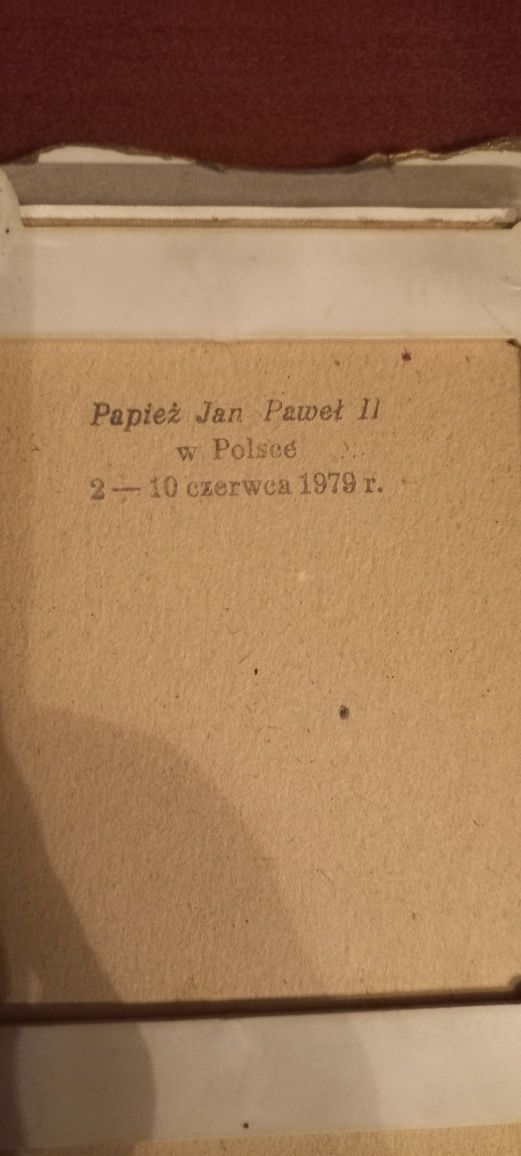 Papież Jan Paweł II
w Polsce
2 — 10 czerwca 1979 r.